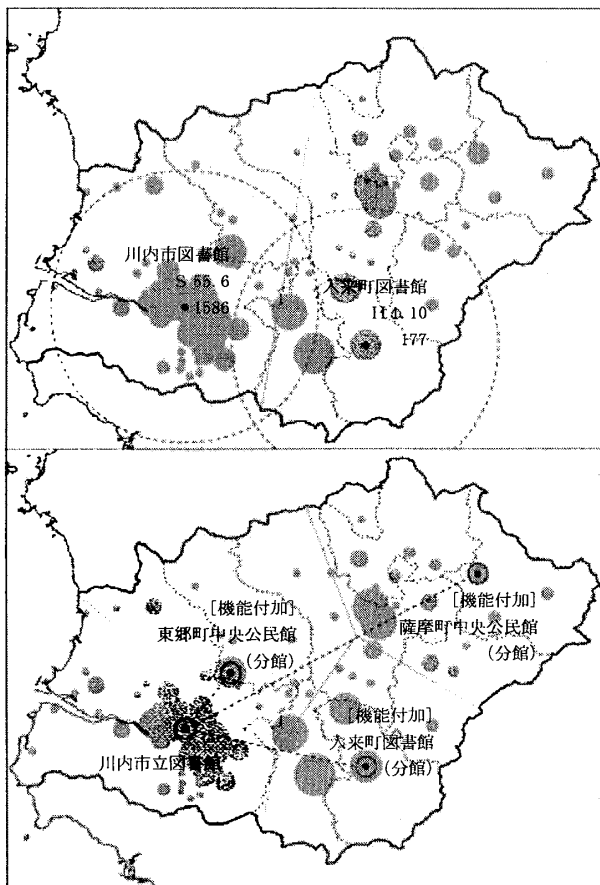 川内市図書館
S 55. 6
1586
入来町図書館
H 5. 10
177
[機能付加]
東郷町中央公民館
(分館)
[機能付加]
薩摩町中央公民館
(分館)
[機能付加]
入来町図書館
(分館)
川内市立図書館